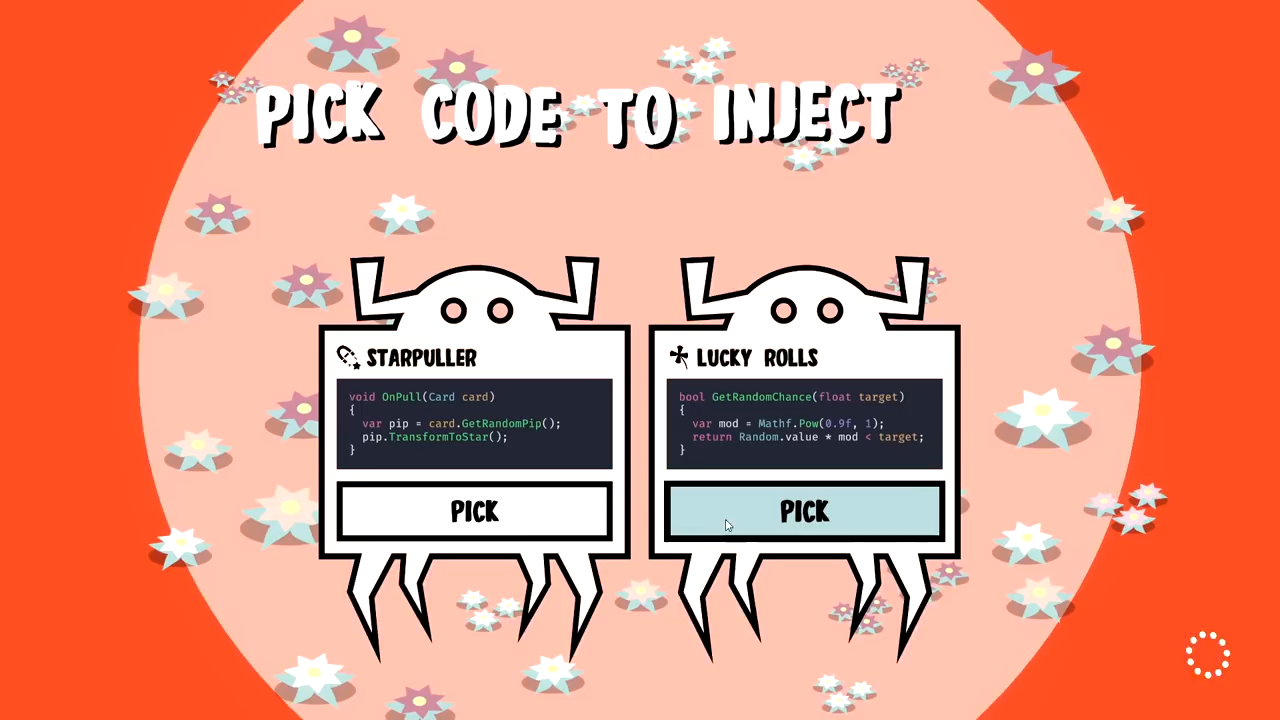 PICK CODE TO INJECT
STARPULLER
void OnPull(Card card)
{
  var pip = card.GetRandomPip();
  pip.TransformToStar();
}
PICK
LUCKY ROLLS
bool GetRandomChance(float target)
{
  var mod = Mathf.Pow(0.9f, 1);
  return Random.value * mod < target;
}
PICK